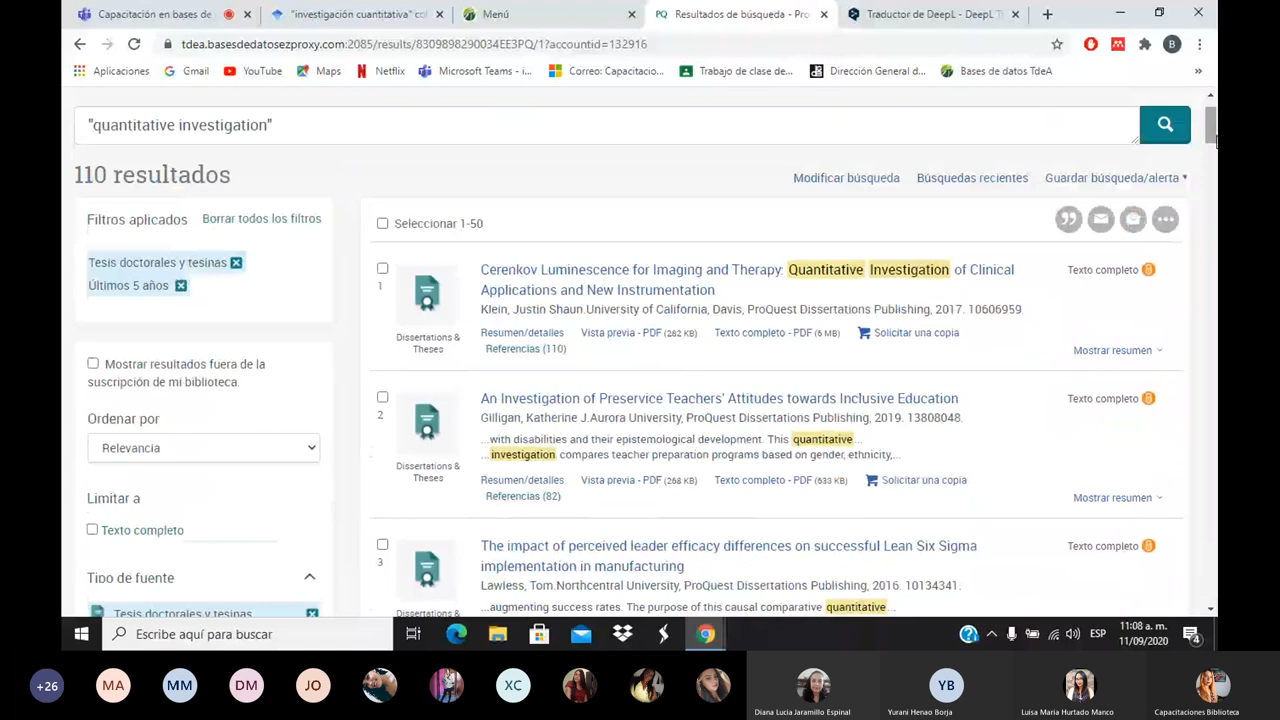 Capacitación en bases de
"investigación cuantitativa" col
Menú
PQ
Resultados de búsqueda - Pro
Traductor de DeepL - DeepL T
tdea.basesdedatosezproxy.com:2085/results/8309898290034EE3PQ/1?accountid=132916
B
Aplicaciones
Gmail
YouTube
Maps
Netflix
Microsoft Teams - i...
Correo: Capacitacio...
Trabajo de clase de...
Dirección General d...
Bases de datos TdeA
»
"quantitative investigation"
110 resultados
Modificar búsqueda
Búsquedas recientes
Guardar búsqueda/alerta
Filtros aplicados
Borrar todos los filtros
Tesis doctorales y tesinas
Últimos 5 años
Mostrar resultados fuera de la
suscripción de mi biblioteca.
Ordenar por
Relevancia
Limitar a
Texto completo
Tipo de fuente
Tesis doctorales y tesinas
Seleccionar 1-50
1
Dissertations &
Theses
Cerenkov Luminescence for Imaging and Therapy: Quantitative Investigation of Clinical
Applications and New Instrumentation
Klein, Justin Shaun.University of California, Davis, ProQuest Dissertations Publishing, 2017. 10606959
Resumen/detalles
Vista previa - PDF (282 KB)
Texto completo - PDF (6 MB)
Solicitar una copia
Referencias (110)
Texto completo
Mostrar resumen
2
Dissertations &
Theses
An Investigation of Preservice Teachers' Attitudes towards Inclusive Education
Gilligan, Katherine J.Aurora University, ProQuest Dissertations Publishing, 2019. 13808048.
...with disabilities and their epistemological development. This quantitative...
...investigation compares teacher preparation programs based on gender, ethnicity,...
Resumen/detalles
Vista previa - PDF (268 KB)
Texto completo - PDF (633 KB)
Solicitar una copia
Referencias (82)
Texto completo
Mostrar resumen
3
Dissertations &
The impact of perceived leader efficacy differences on successful Lean Six Sigma
implementation in manufacturing
Lawless, Tom.Northcentral University, ProQuest Dissertations Publishing, 2016. 10134341.
...augmenting success rates. The purpose of this causal comparative quantitative...
Texto completo
Escribe aquí para buscar
ESP
11:08 a. m.
11/09/2020
4
+26
MA
MM
DM
JO
XC
YB
Diana Lucia Jaramillo Espinal
Yurani Henao Borja
Luisa Maria Hurtado Manco
Capacitaciones Biblioteca